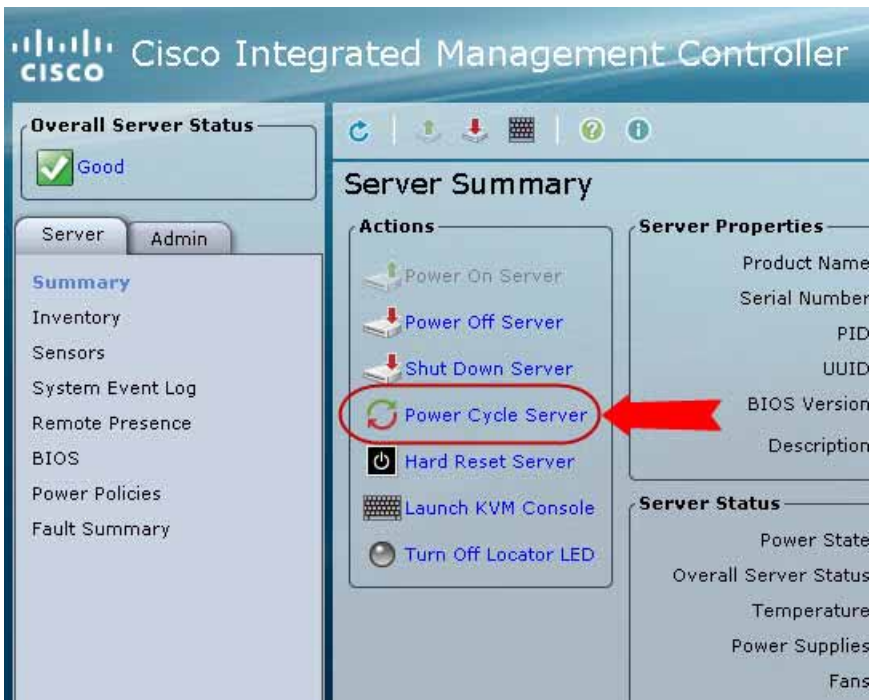 CISCO Cisco Integrated Management Controller
Overall Server Status
Good
Server Admin
Summary
Inventory
Sensors
System Event Log
Remote Presence
BIOS
Power Policies
Fault Summary
Server Summary
Actions
Power On Server
Power Off Server
Shut Down Server
Power Cycle Server
Hard Reset Server
Launch KVM Console
Turn Off Locator LED
Server Properties
Product Name
Serial Number
PID
UUID
BIOS Version
Description
Server Status
Power State
Overall Server Status
Temperature
Power Supplies
Fans